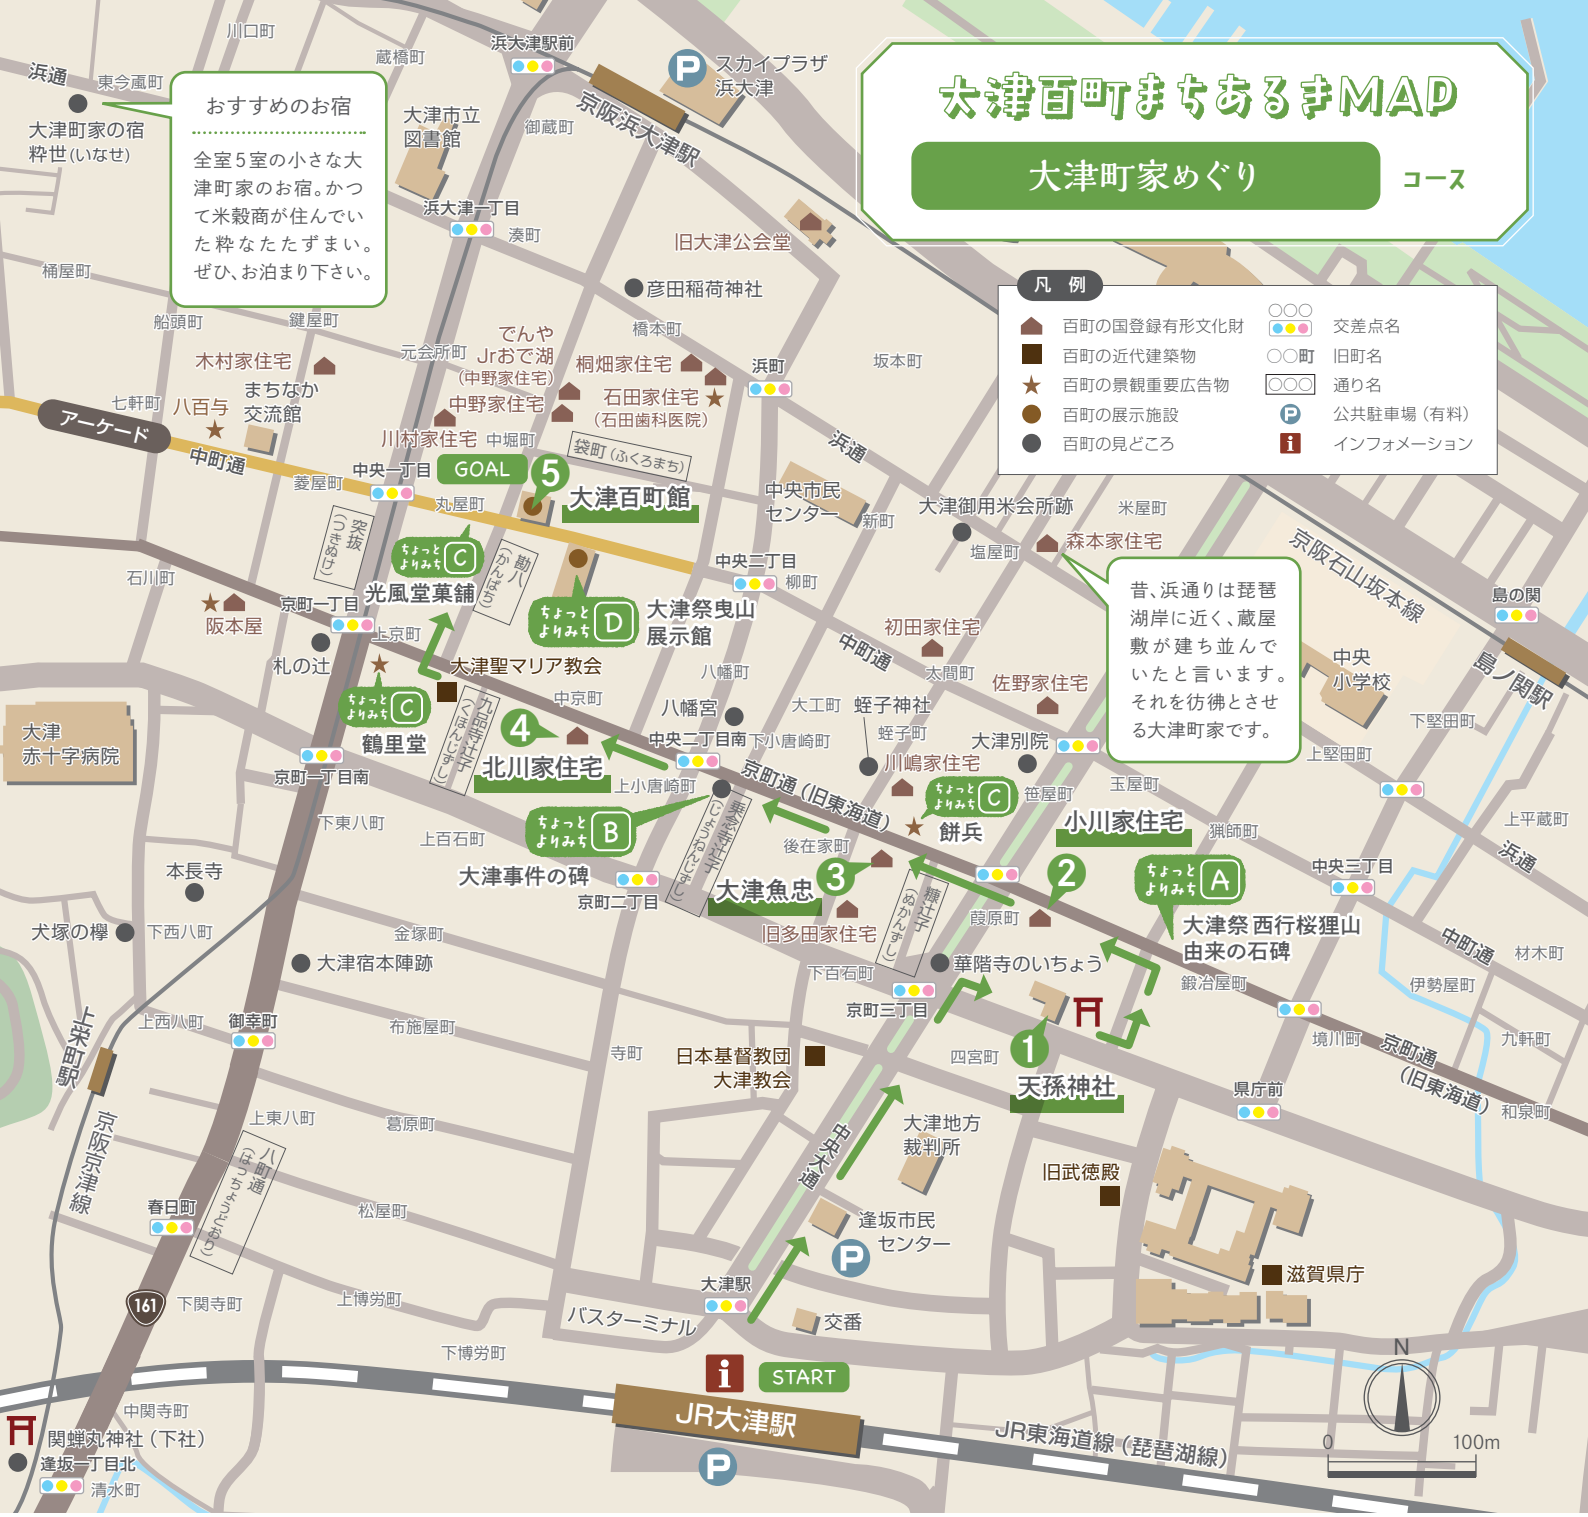 大津百町まちあるきMAP
大津町家めぐり
コース
凡 例
百町の国登録有形文化財
百町の近代建築物
百町の景観重要広告物
百町の展示施設
百町の見どころ
○○○
交差点名
○○町
旧町名
○○○
通り名
P
公共駐車場（有料）
i
インフォメーション
おすすめのお宿
全室5室の小さな大
津町家のお宿。かつ
て米穀商が住んでい
た粋なたたずまい。
ぜひ、お泊まり下さい。
川口町
蔵橋町
浜大津駅前
P
スカイプラザ
浜大津
浜通
東今颪町
大津町家の宿
粋世(いなせ)
大津市立
図書館
御蔵町
京阪浜大津駅
浜大津一丁目
湊町
旧大津公会堂
桶屋町
彦田稲荷神社
船頭町
鍵屋町
橋本町
でんや
Jrおで湖
(中野家住宅)
元会所町
木村家住宅
桐畑家住宅
浜町
坂本町
まちなか
交流館
七軒町
八百与
中野家住宅
石田家住宅
(石田歯科医院)
アーケード
川村家住宅
中堀町
袋町(ふくろまち)
浜通
中町通
中央一丁目
GOAL
5
大津百町館
菱屋町
丸屋町
中央市民
センター
新町
大津御用米会所跡
米屋町
塩屋町
森本家住宅
京阪石山坂本線
突抜
(つきぬけ)
ちょっと
よりみち
C
光風堂菓舗
勘八
(かんぱち)
中央二丁目
柳町
昔、浜通りは琵琶
湖岸に近く、蔵屋
敷が建ち並んで
いたと言います。
それを彷彿とさせ
る大津町家です。
島の関
石川町
阪本屋
京町一丁目
上京町
ちょっと
よりみち
D
大津祭曳山
展示館
初田家住宅
中町通
太間町
中央
小学校
島ノ関駅
札の辻
大津聖マリア教会
八幡町
佐野家住宅
ちょっと
よりみち
C
鶴里堂
中京町
八幡宮
大工町
蛭子神社
下堅田町
大津
赤十字病院
九品寺辻子
(くほんじずし)
4
北川家住宅
中央二丁目南
下小唐崎町
蛭子町
大津別院
上堅田町
京町一丁目南
上小唐崎町
京町通(旧東海道)
川嶋家住宅
笹屋町
玉屋町
下東八町
上百石町
ちょっと
よりみち
B
大津事件の碑
乗念寺辻子
(じょうねんじずし)
後在家町
ちょっと
よりみち
C
餅兵
小川家住宅
猟師町
上平蔵町
浜通
本長寺
京町二丁目
大津魚忠
3
2
ちょっと
よりみち
A
中央三丁目
犬塚の欅
下西八町
金塚町
旧多田家住宅
糠辻子
(ぬかんずし)
葭原町
大津祭 西行桜狸山
由来の石碑
中町通
材木町
大津宿本陣跡
下百石町
華階寺のいちょう
鍛冶屋町
伊勢屋町
上栄町駅
上西八町
御幸町
布施屋町
京町三丁目
寺町
日本基督教団
大津教会
四宮町
1
天孫神社
境川町
京町通
(旧東海道)
九軒町
和泉町
県庁前
京阪京津線
上東八町
葛原町
大津地方
裁判所
中央大通
旧武徳殿
八町通
(はっちょうどおり)
春日町
松屋町
逢坂市民
センター
P
滋賀県庁
161
下関寺町
上博労町
大津駅
バスターミナル
交番
下博労町
i
START
JR大津駅
P
JR東海道線(琵琶湖線)
N
0
100m
中関寺町
関蝉丸神社(下社)
逢坂一丁目北
清水町